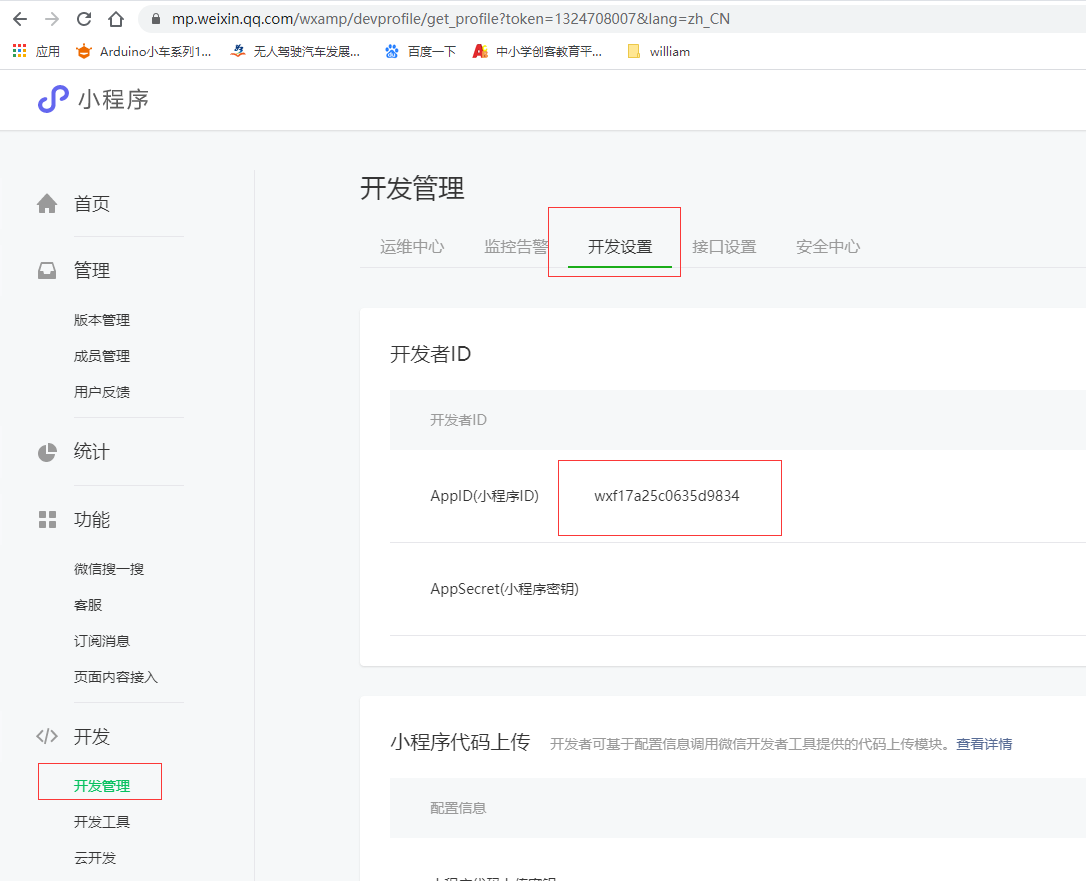 mp.weixin.qq.com/wxamp/devprofile/get_profile?token=1324708007&lang=zh_CN
应用 Arduino小车系列1... 无人驾驶汽车发展... 百度一下 中小学创客教育平... william
小程序
首页
管理
版本管理
成员管理
用户反馈
统计
功能
微信搜一搜
客服
订阅消息
页面内容接入
开发
开发管理
开发工具
云开发
开发管理
运维中心 监控告警 开发设置 接口设置 安全中心
开发者ID
开发者ID
AppID(小程序ID) wxf17a25c0635d9834
AppSecret(小程序密钥)
小程序代码上传 开发者可基于配置信息调用微信开发者工具提供的代码上传模块。查看详情
配置信息